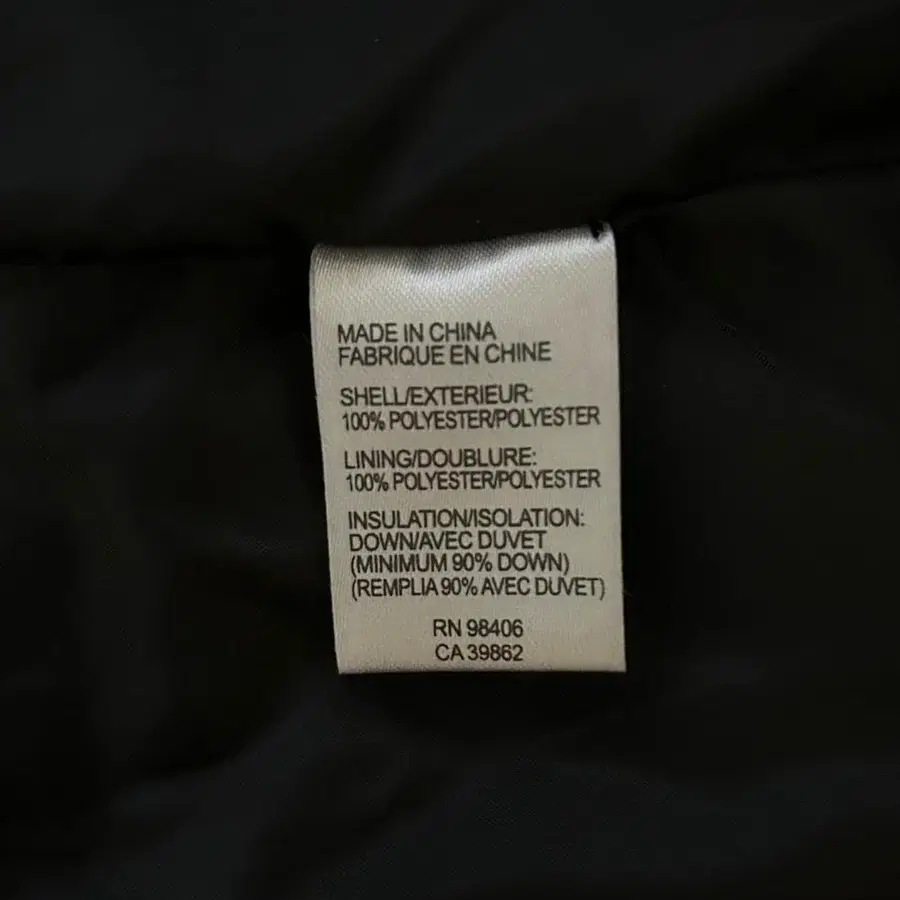 MADE IN CHINA
FABRIQUE EN CHINE
SHELL/EXTERIEUR:
100% POLYESTER/POLYESTER
LINING/DOUBLURE:
100% POLYESTER/POLYESTER
INSULATION/ISOLATION:
DOWN/AVEC DUVET
(MINIMUM 90% DOWN)
(REMPLIA 90% AVEC DUVET)
RN 98406
CA 39862